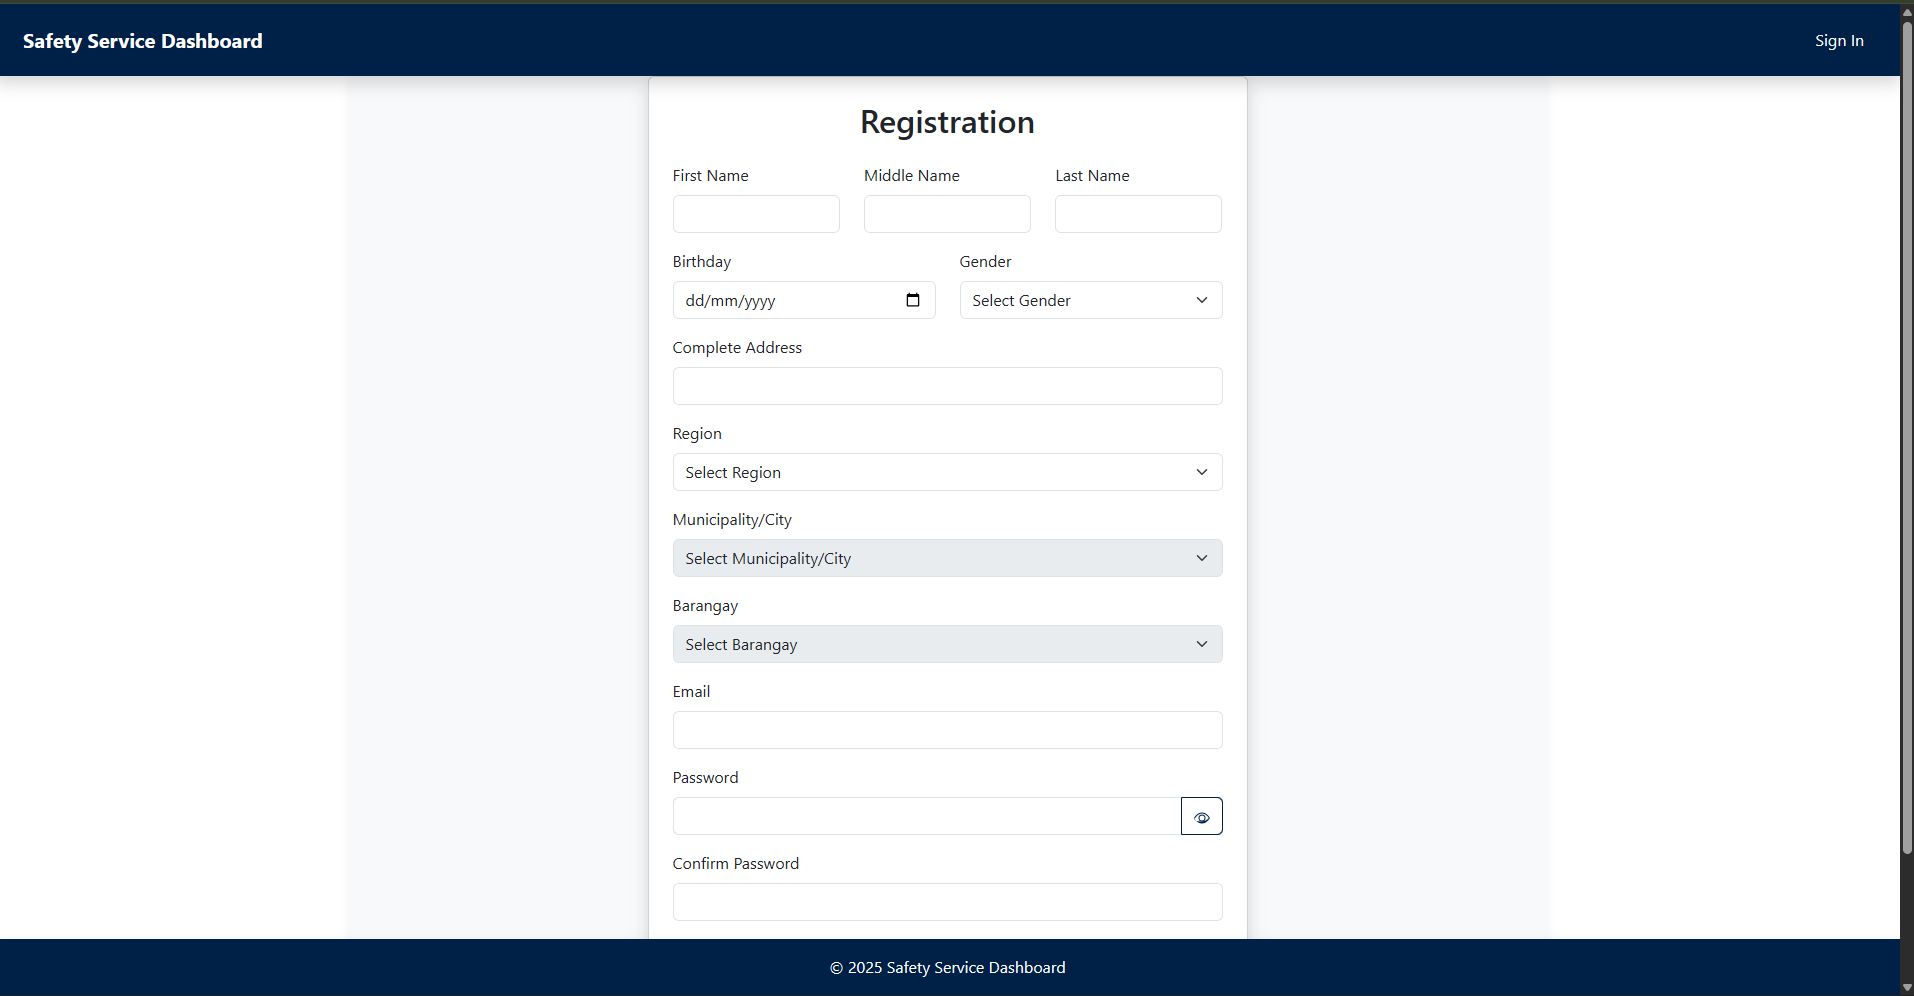 Safety Service Dashboard
Sign In
Registration
First Name Middle Name Last Name
Birthday Gender
dd/mm/yyyy Select Gender
Complete Address
Region
Select Region
Municipality/City
Select Municipality/City
Barangay
Select Barangay
Email
Password
Confirm Password
© 2025 Safety Service Dashboard